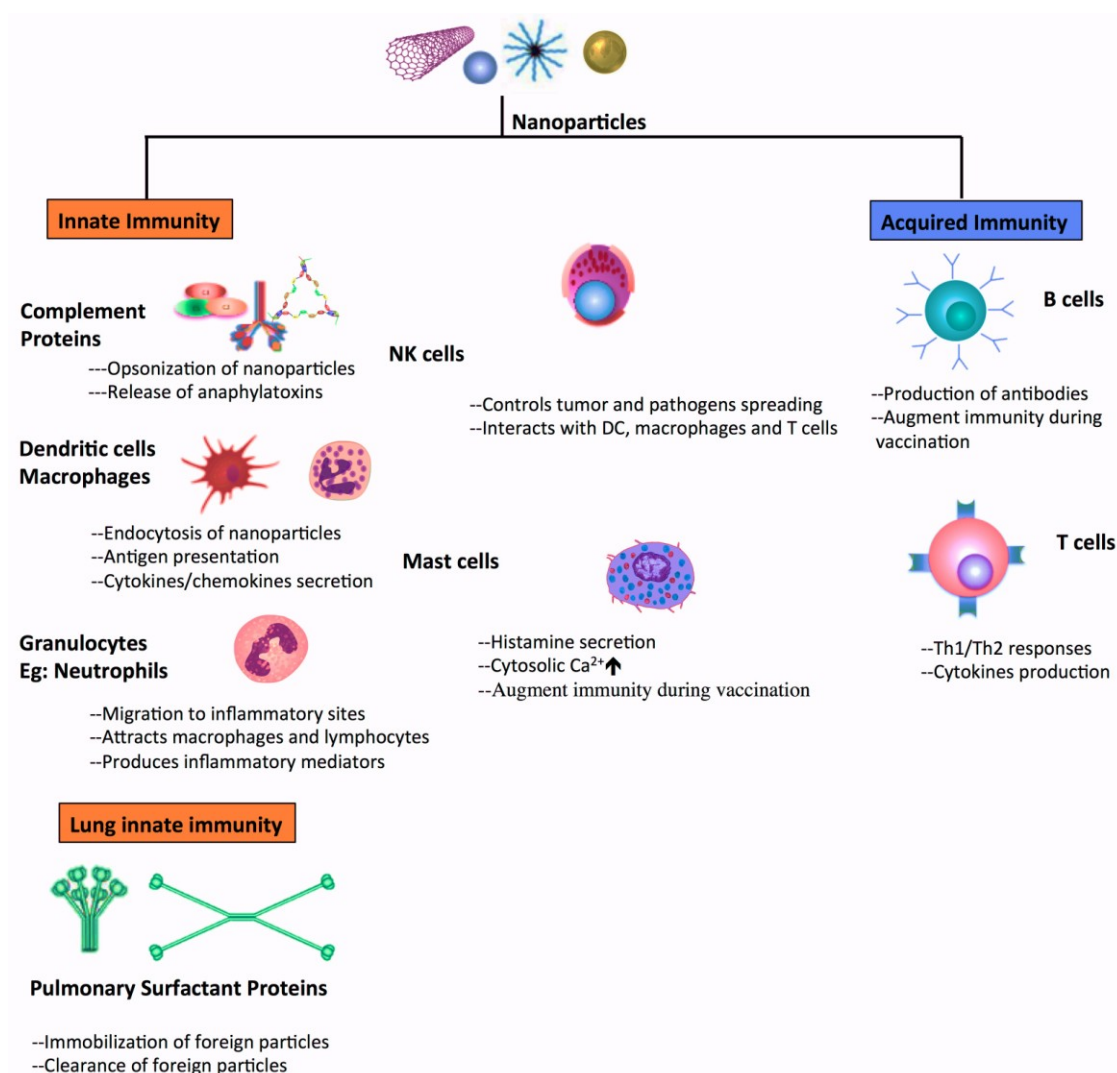 Nanoparticles
Innate Immunity
Acquired Immunity
Complement
Proteins
---Opsonization of nanoparticles
---Release of anaphylatoxins
NK cells
--Controls tumor and pathogens spreading
--Interacts with DC, macrophages and T cells
B cells
--Production of antibodies
--Augment immunity during
vaccination
Dendritic cells
Macrophages
--Endocytosis of nanoparticles
--Antigen presentation
--Cytokines/chemokines secretion
Mast cells
--Histamine secretion
--Cytosolic Ca²⁺↑
--Augment immunity during vaccination
T cells
--Th1/Th2 responses
--Cytokines production
Granulocytes
Eg: Neutrophils
--Migration to inflammatory sites
--Attracts macrophages and lymphocytes
--Produces inflammatory mediators
Lung innate immunity
Pulmonary Surfactant Proteins
--Immobilization of foreign particles
--Clearance of foreign particles